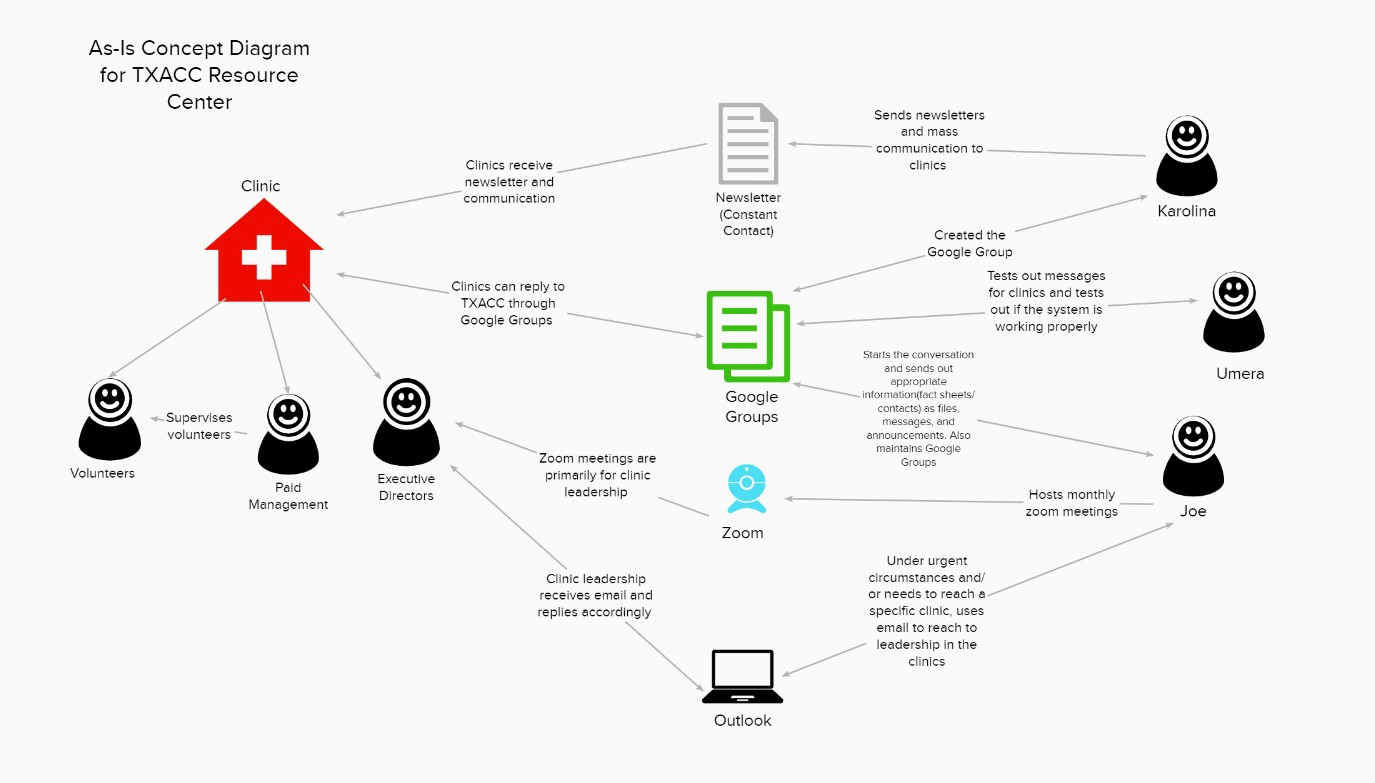 As-Is Concept Diagram
for TXACC Resource
Center
Sends newsletters
and mass
communication to
clinics
Karolina
Newsletter
(Constant
Contact)
Clinics receive
newsletter and
communication
Clinic
Created the
Google Group
Clinics can reply to
TXACC through
Google Groups
Tests out messages
for clinics and tests
out if the system is
working properly
Umera
Google
Groups
Starts the conversation
and sends out
appropriate
information(fact sheets/
contacts) as files,
messages, and
announcements. Also
maintains Google
Groups
Joe
Supervises
volunteers
Volunteers
Paid
Management
Executive
Directors
Zoom meetings are
primarily for clinic
leadership
Zoom
Hosts monthly
zoom meetings
Clinic leadership
receives email and
replies accordingly
Under urgent
circumstances and/
or needs to reach a
specific clinic, uses
email to reach to
leadership in the
clinics
Outlook